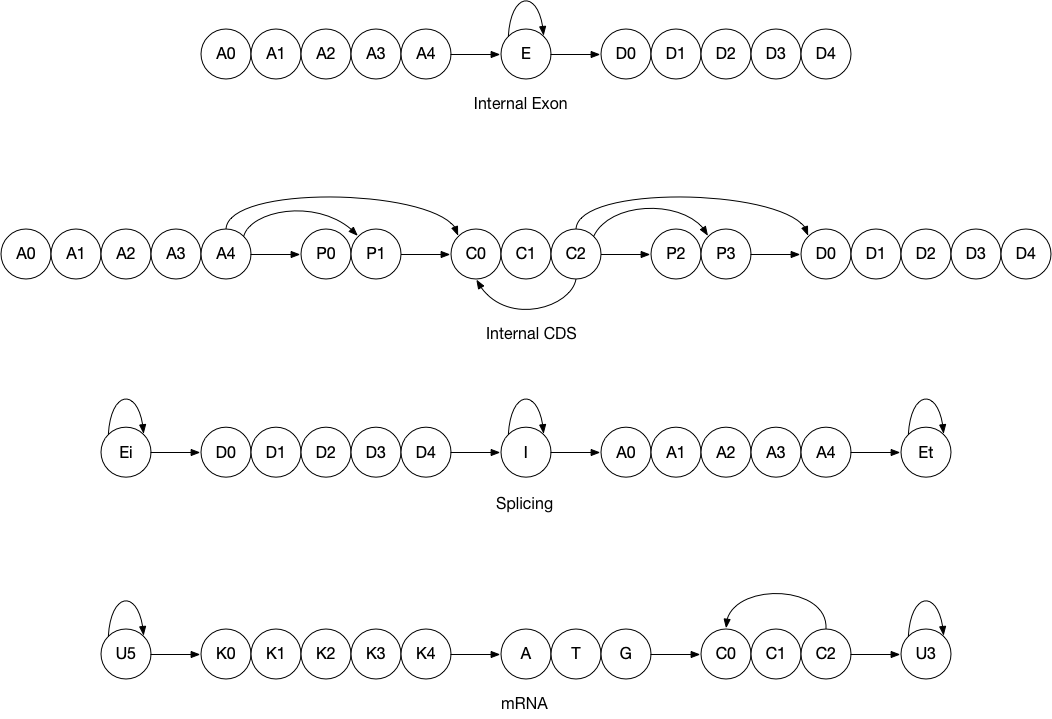 A0 A1 A2 A3 A4 E D0 D1 D2 D3 D4
Internal Exon
A0 A1 A2 A3 A4 P0 P1 C0 C1 C2 P2 P3 D0 D1 D2 D3 D4
Internal CDS
Ei D0 D1 D2 D3 D4 I A0 A1 A2 A3 A4 Et
Splicing
U5 K0 K1 K2 K3 K4 A T G C0 C1 C2 U3
mRNA